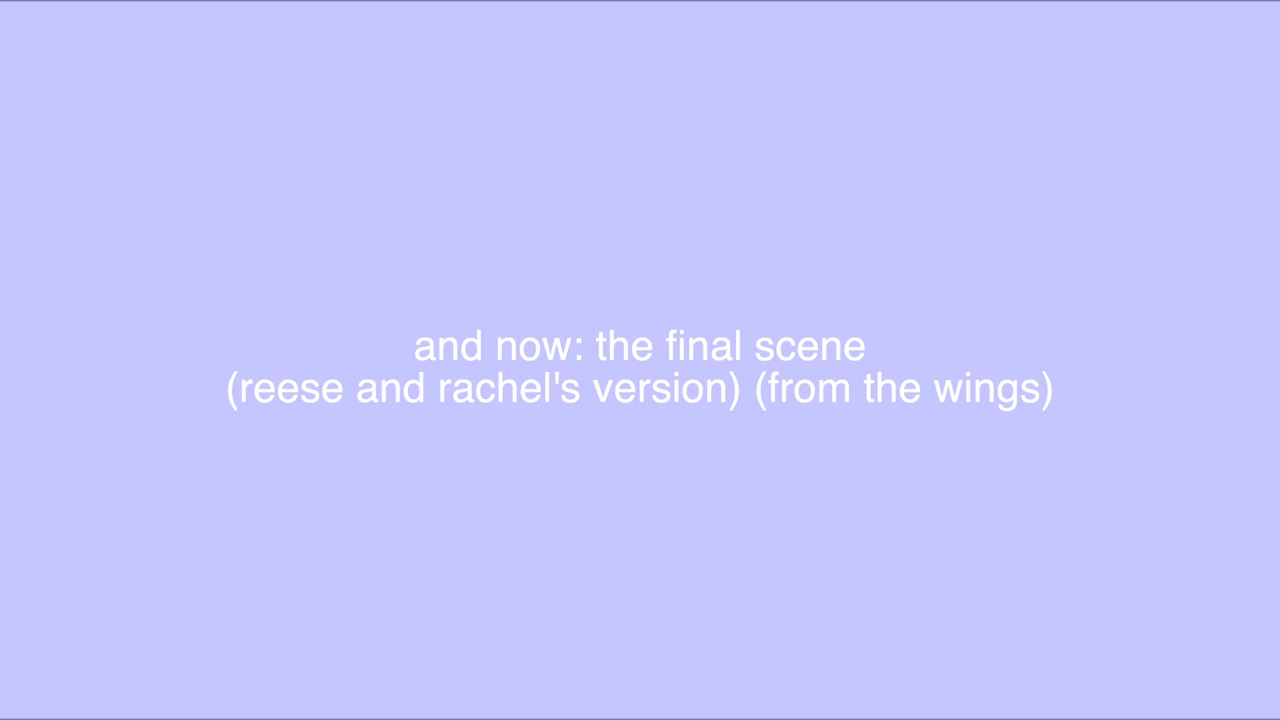 and now: the final scene
(reese and rachel's version) (from the wings)